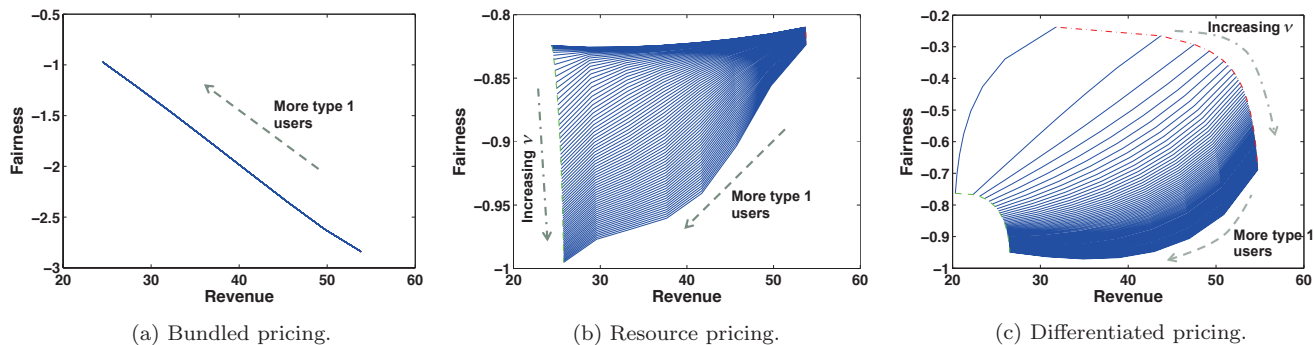 −0.5
−1
−1.5
−2
−2.5
−3
Fairness
More type 1
users
20 30 40 50 60
Revenue
(a) Bundled pricing.
−0.8
−0.85
−0.9
−0.95
−1
Fairness
Increasing ν
More type 1
users
20 30 40 50 60
Revenue
(b) Resource pricing.
−0.2
−0.3
−0.4
−0.5
−0.6
−0.7
−0.8
−0.9
−1
Fairness
Increasing ν
More type 1
users
20 30 40 50 60
Revenue
(c) Differentiated pricing.